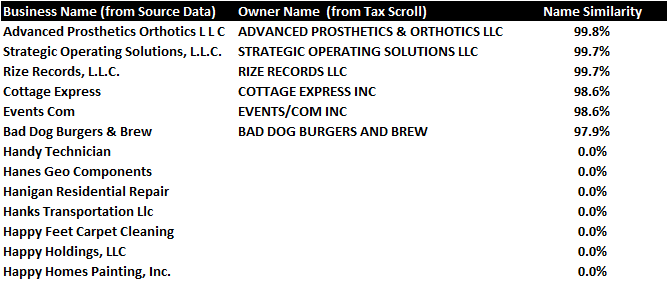 Business Name (from Source Data) Owner Name (from Tax Scroll) Name Similarity
Advanced Prosthetics Orthotics L L C ADVANCED PROSTHETICS & ORTHOTICS LLC 99.8%
Strategic Operating Solutions, L.L.C. STRATEGIC OPERATING SOLUTIONS LLC 99.7%
Rize Records, L.L.C. RIZE RECORDS LLC 99.7%
Cottage Express COTTAGE EXPRESS INC 98.6%
Events Com EVENTS/COM INC 98.6%
Bad Dog Burgers & Brew BAD DOG BURGERS AND BREW 97.9%
Handy Technician 0.0%
Hanes Geo Components 0.0%
Hanigan Residential Repair 0.0%
Hanks Transportation Llc 0.0%
Happy Feet Carpet Cleaning 0.0%
Happy Holdings, LLC 0.0%
Happy Homes Painting, Inc. 0.0%